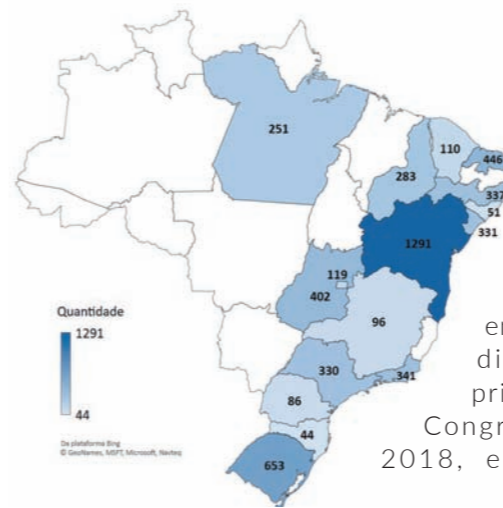 251
110
446
283
337
51
331
1291
119
402
96
330
341
86
44
653
Quantidade
1291
44
Da plataforma Bing
© GeoNames, MSFT, Microsoft, Navteq
er
di
pri
Congr
2018, e